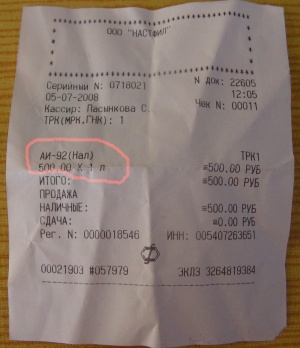 ООО "НАСТФИЛ"
Серийный N: 0718021 N док: 22605
05-07-2008 12:05
Кассир: Пасынкова С. Чек N: 00011
ТРК(МРК.ГНК): 1
АИ-92(Нал) ТРК1
500.00 X 1 л =500.00 РУБ
ИТОГО: =500.00 РУБ
ПРОДАЖА
НАЛИЧНЫЕ: =500.00 РУБ
СДАЧА: =0.00 РУБ
Рег. N: 0000018546 ИНН: 005407263651
00021903 #057979 ЭКЛЗ 3264819384